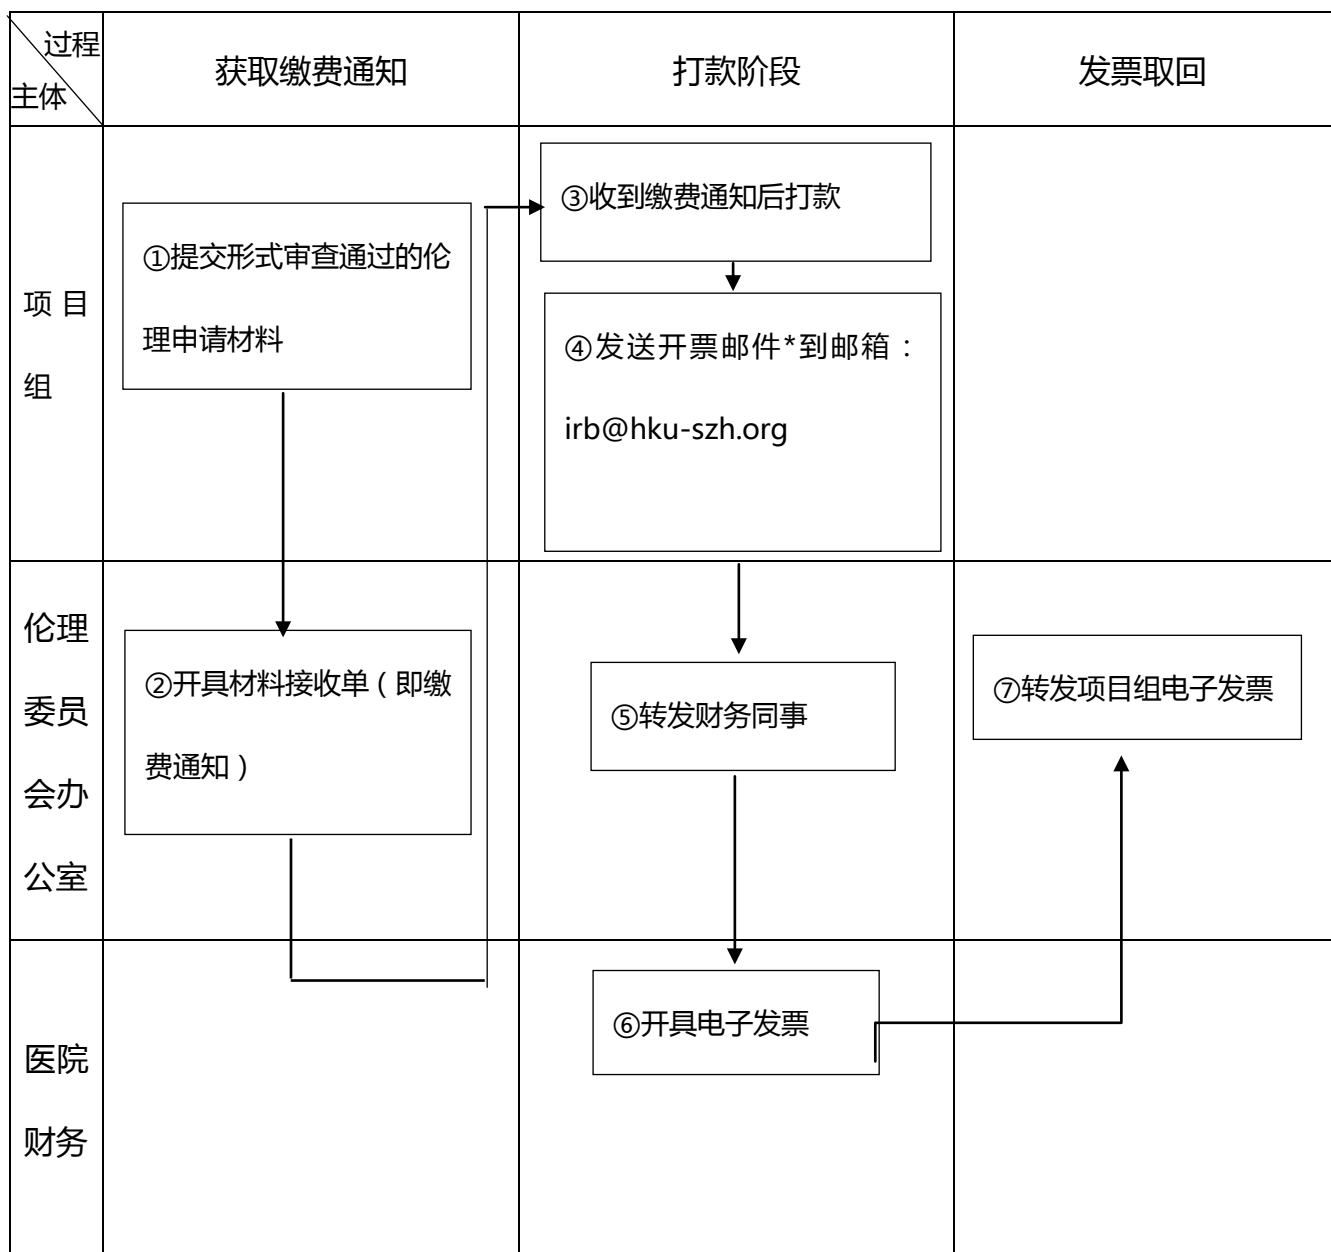 过程
主体
获取缴费通知
打款阶段
发票取回
项 目
组
①提交形式审查通过的伦
理申请材料
③收到缴费通知后打款
④发送开票邮件*到邮箱：
irb@hku-szh.org
伦理
委员
会办
公室
②开具材料接收单（即缴
费通知）
⑤转发财务同事
⑦转发项目组电子发票
医院
财务
⑥开具电子发票